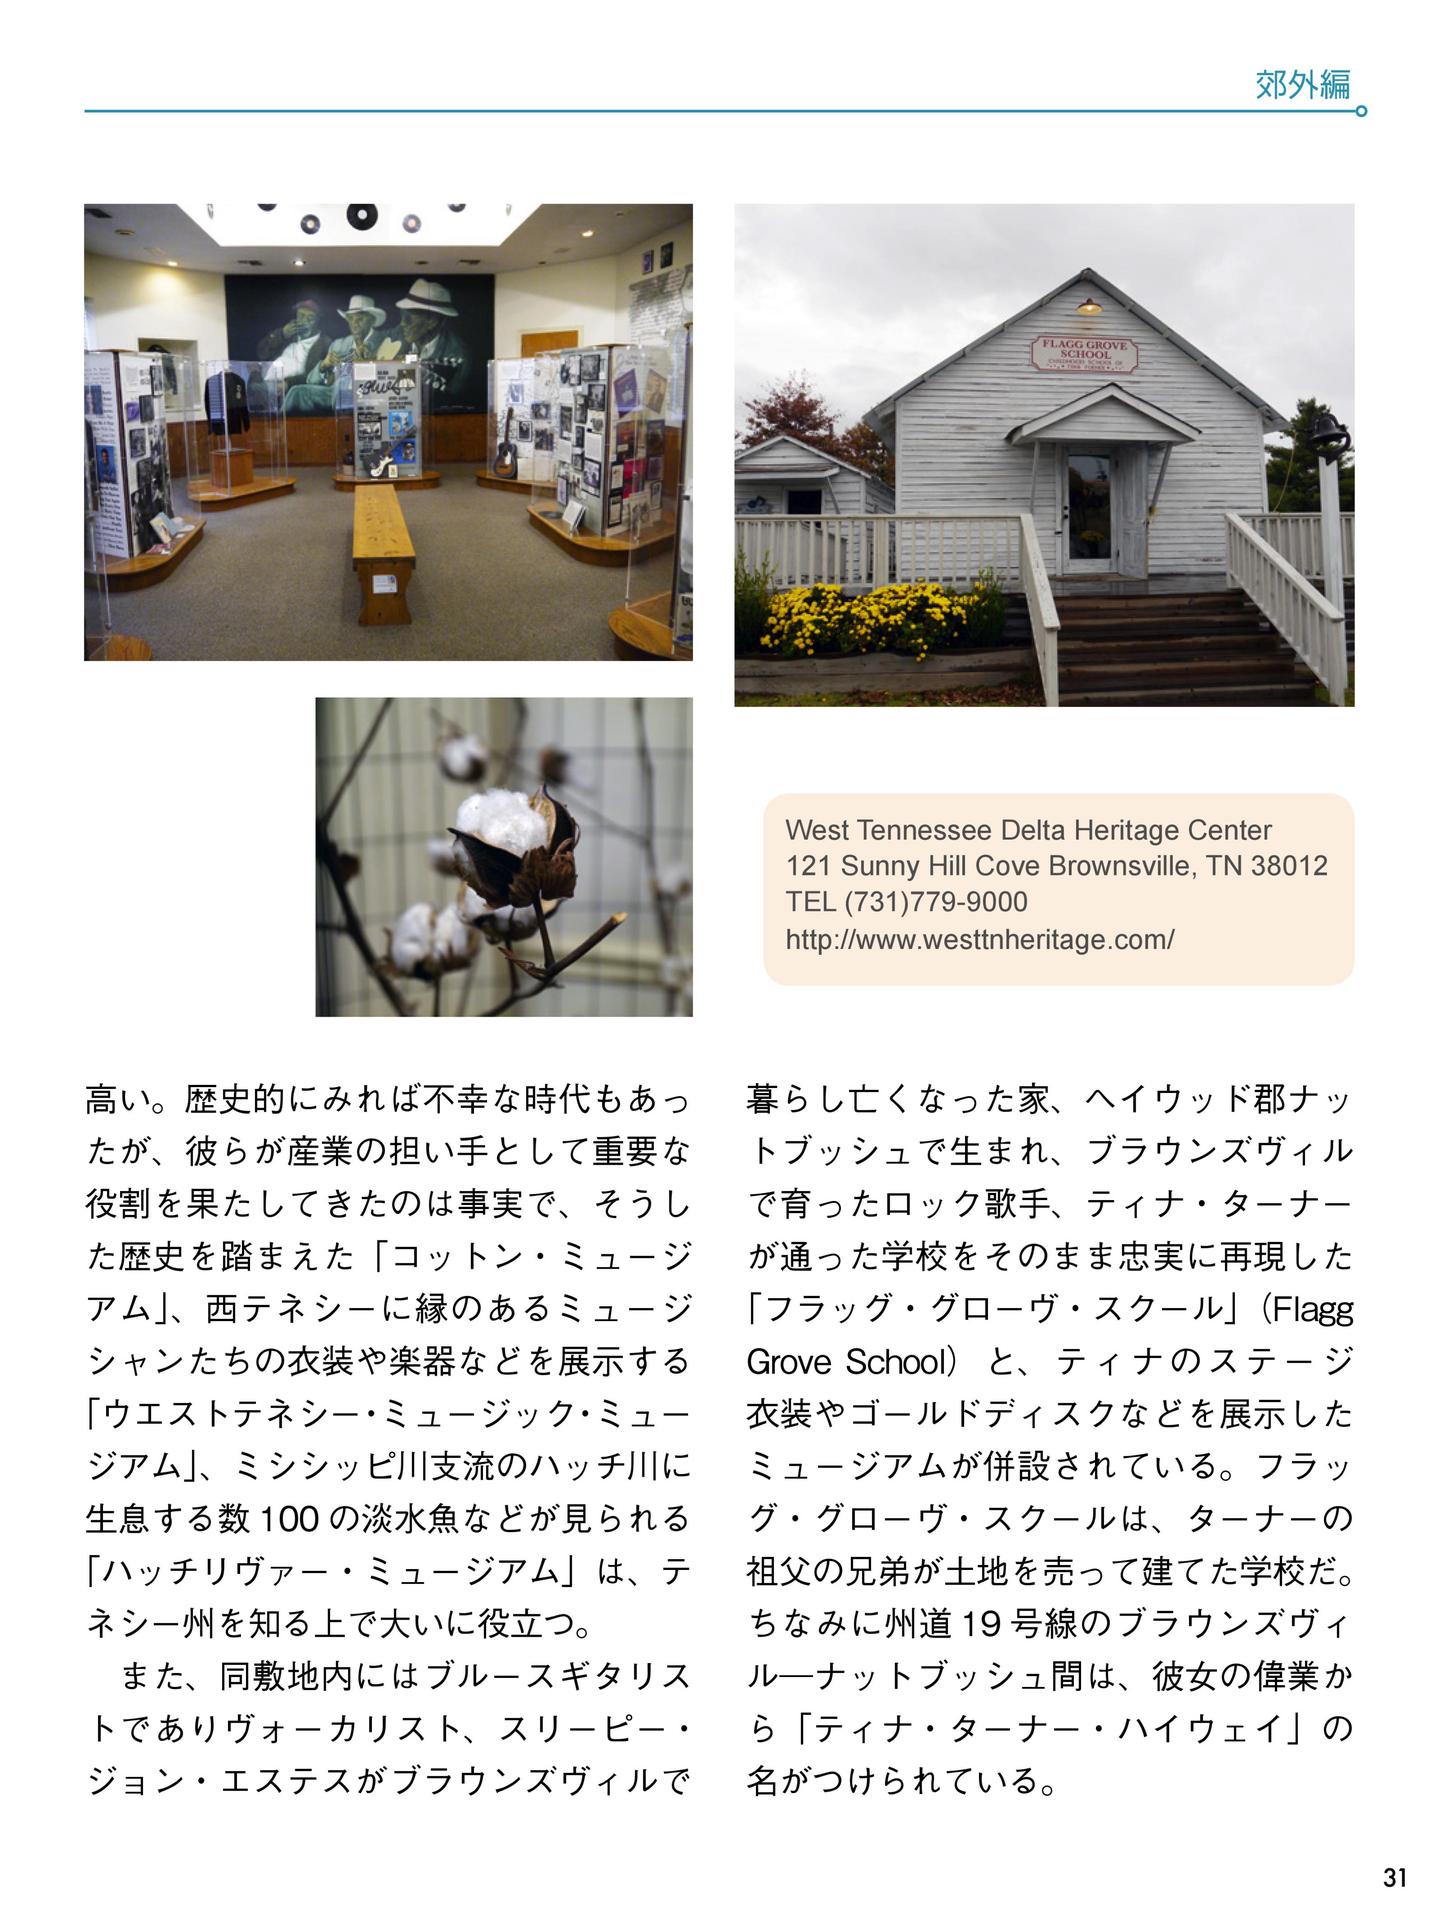 郊外編
FLAGG GROVE
SCHOOL
CHILDHOOD SCHOOL OF
TINA TURNER
West Tennessee Delta Heritage Center
121 Sunny Hill Cove Brownsville, TN 38012
TEL (731)779-9000
http://www.westtnheritage.com/
高い。歴史的にみれば不幸な時代もあっ
たが、彼らが産業の担い手として重要な
役割を果たしてきたのは事実で、そうし
た歴史を踏まえた「コットン・ミュージ
アム」、西テネシーに縁のあるミュージ
シャンたちの衣装や楽器などを展示する
「ウエストテネシー・ミュージック・ミュー
ジアム」、ミシシッピ川支流のハッチ川に
生息する数 100 の淡水魚などが見られる
「ハッチリヴァー・ミュージアム」は、テ
ネシー州を知る上で大いに役立つ。
　また、同敷地内にはブルースギタリス
トでありヴォーカリスト、スリーピー・
ジョン・エステスがブラウンズヴィルで
暮らし亡くなった家、ヘイウッド郡ナッ
トブッシュで生まれ、ブラウンズヴィル
で育ったロック歌手、ティナ・ターナー
が通った学校をそのまま忠実に再現した
「フラッグ・グローヴ・スクール」（Flagg
Grove School）と、ティナのステージ
衣装やゴールドディスクなどを展示した
ミュージアムが併設されている。フラッ
グ・グローヴ・スクールは、ターナーの
祖父の兄弟が土地を売って建てた学校だ。
ちなみに州道 19 号線のブラウンズヴィ
ル―ナットブッシュ間は、彼女の偉業か
ら「ティナ・ターナー・ハイウェイ」の
名がつけられている。
31